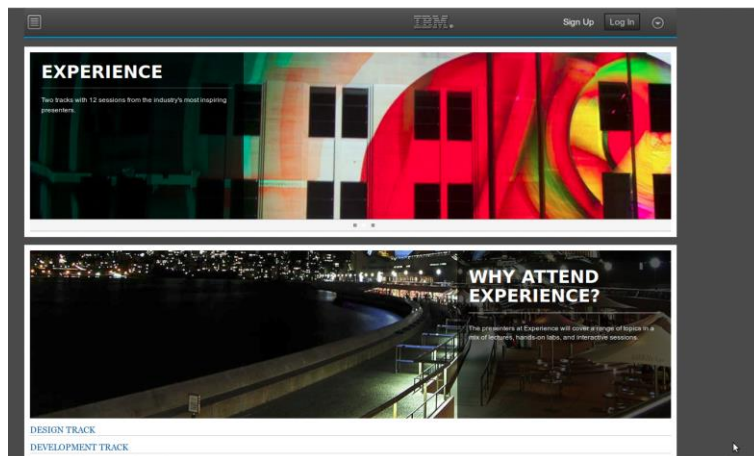 IBM
Sign Up
Log In
EXPERIENCE
Two tracks with 12 sessions from the industry's most inspiring
presenters.
WHY ATTEND
EXPERIENCE?
The presenters at Experience will cover a range of topics in a
mix of lectures, hands-on labs, and interactive sessions.
DESIGN TRACK
DEVELOPMENT TRACK